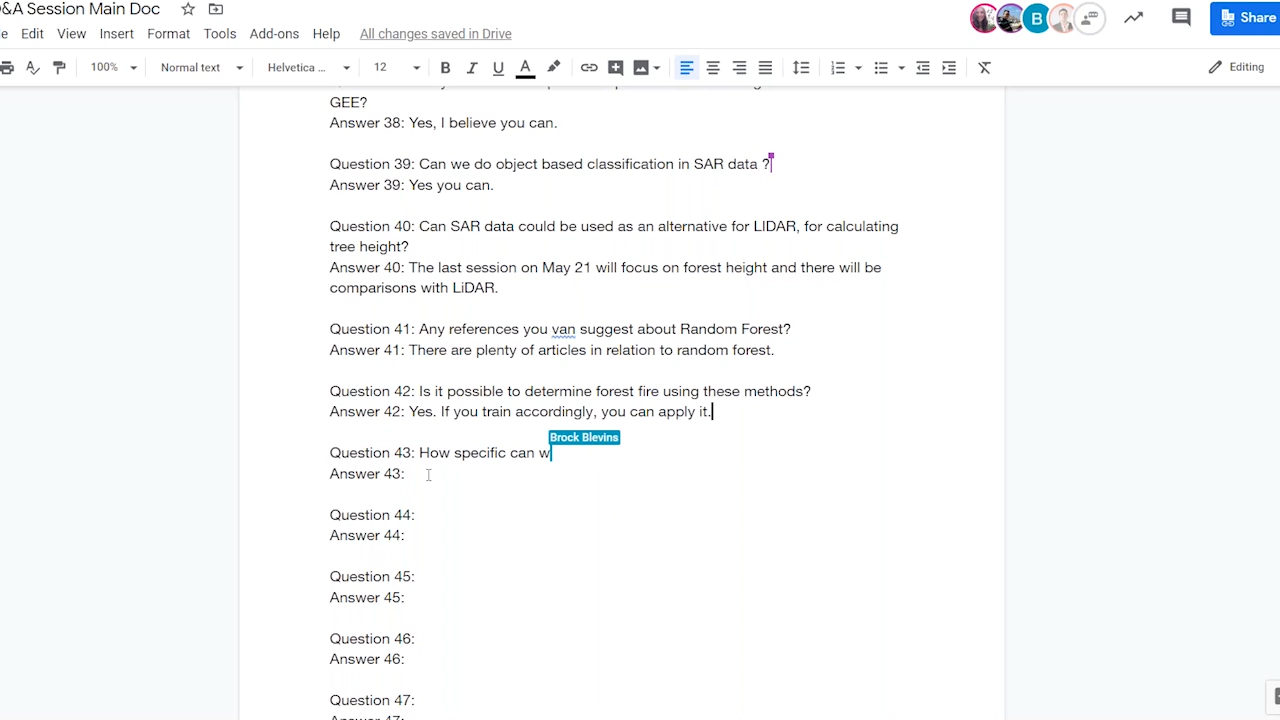 &A Session Main Doc
Edit View Insert Format Tools Add-ons Help All changes saved in Drive
B
Share
100% Normal text Helvetica ... 12 B I U A Editing
GEE?
Answer 38: Yes, I believe you can.
Question 39: Can we do object based classification in SAR data ?
Answer 39: Yes you can.
Question 40: Can SAR data could be used as an alternative for LIDAR, for calculating
tree height?
Answer 40: The last session on May 21 will focus on forest height and there will be
comparisons with LiDAR.
Question 41: Any references you van suggest about Random Forest?
Answer 41: There are plenty of articles in relation to random forest.
Question 42: Is it possible to determine forest fire using these methods?
Answer 42: Yes. If you train accordingly, you can apply it.
Brock Blevins
Question 43: How specific can w
Answer 43:
Question 44:
Answer 44:
Question 45:
Answer 45:
Question 46:
Answer 46:
Question 47:
Answer 47: